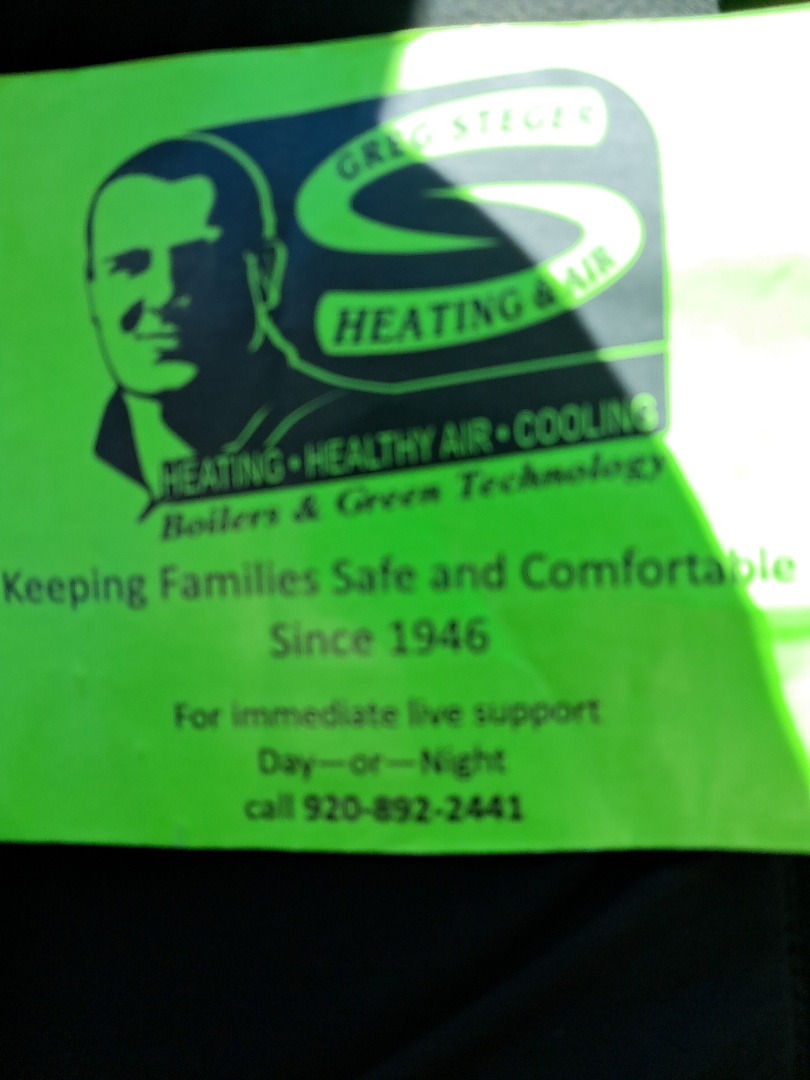 GREG STEGER
HEATING & AIR
HEATING • HEALTHY AIR • COOLING
Boilers & Green Technology
Keeping Families Safe and Comfortable
Since 1946
For immediate live support
Day—or—Night
call 920-892-2441